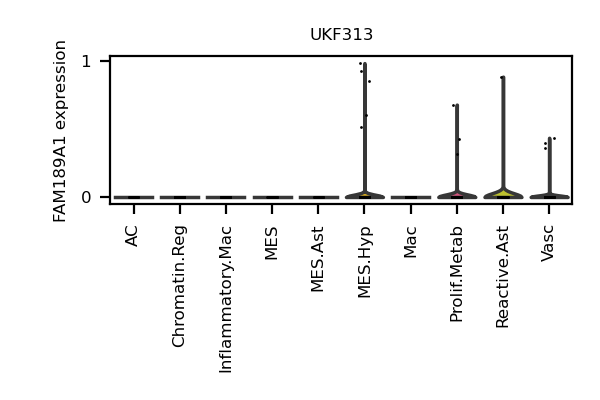 UKF313
FAM189A1 expression
1
0
AC
Chromatin.Reg
Inflammatory.Mac
MES
MES.Ast
MES.Hyp
Mac
Prolif.Metab
Reactive.Ast
Vasc